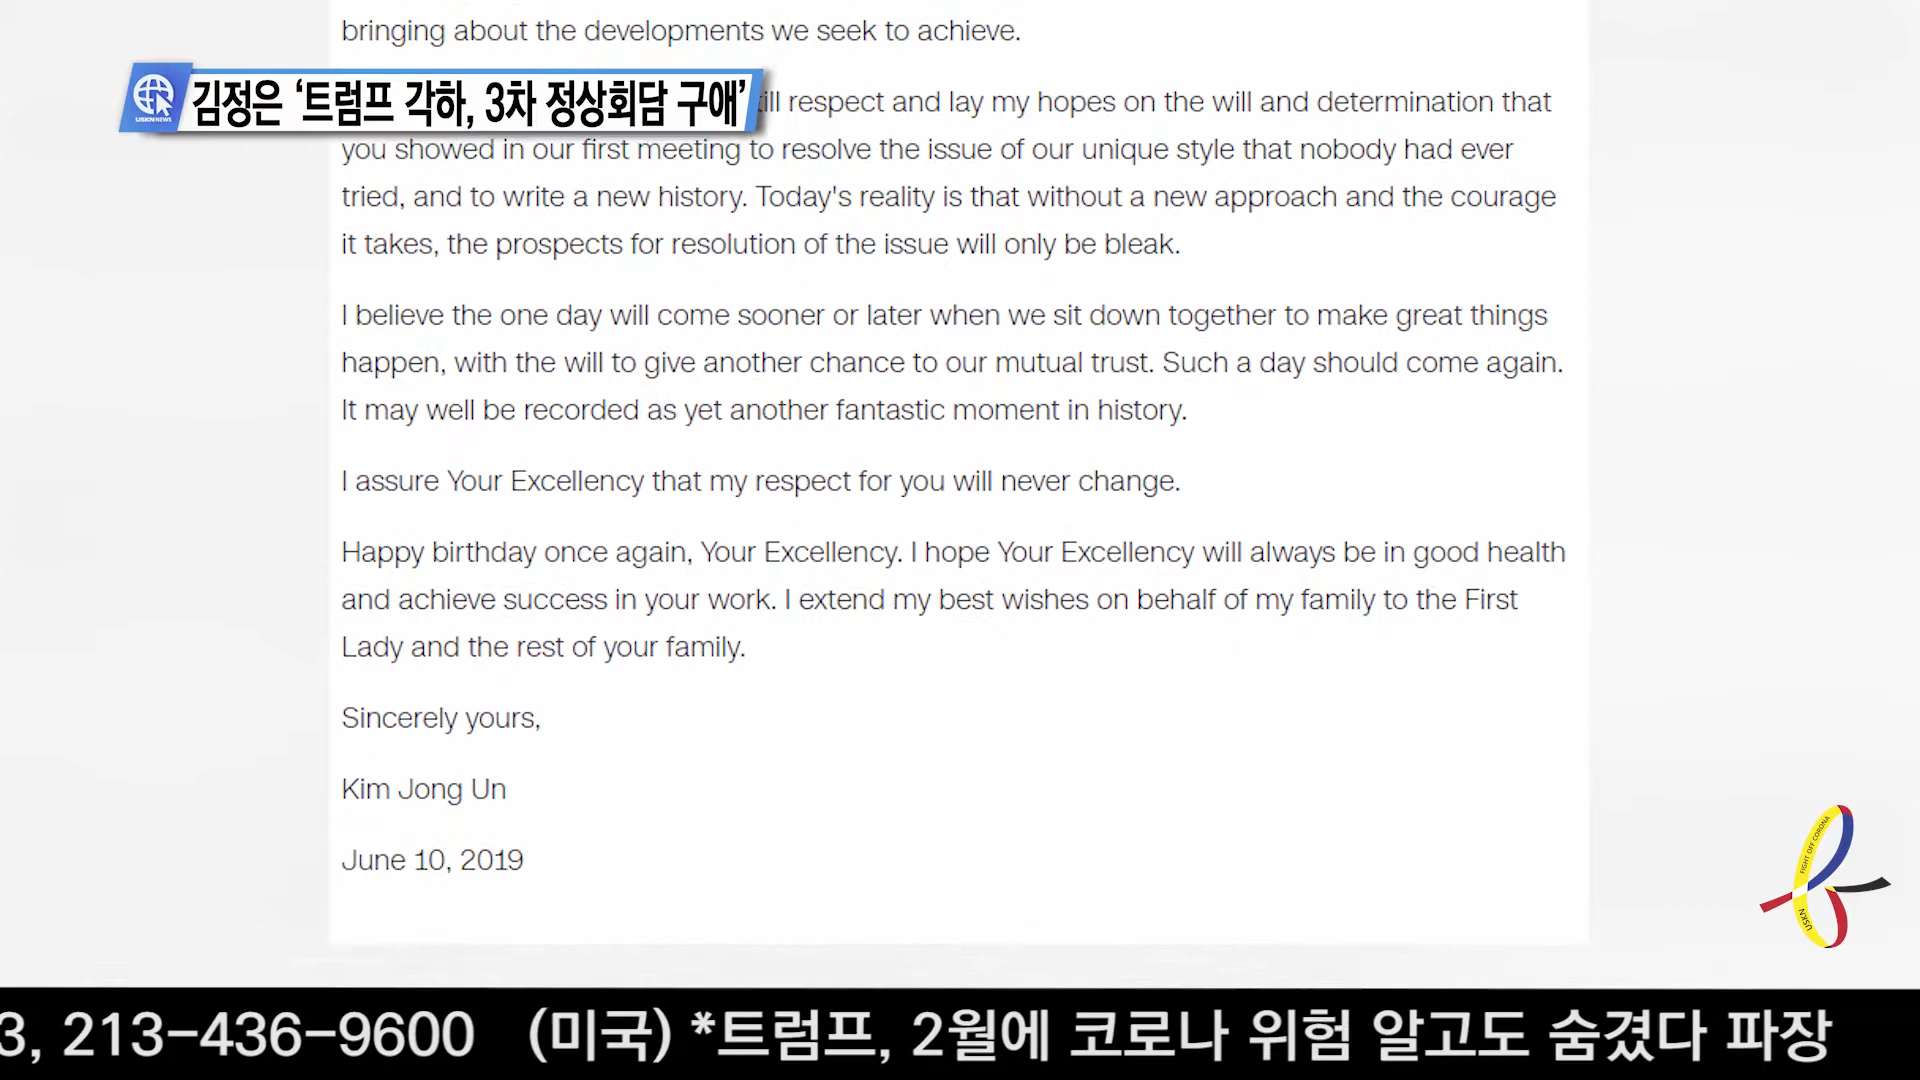 bringing about the developments we seek to achieve.
USKN NEWS
김정은 ‘트럼프 각하, 3차 정상회담 구애’
respect and lay my hopes on the will and determination that
you showed in our first meeting to resolve the issue of our unique style that nobody had ever
tried, and to write a new history. Today's reality is that without a new approach and the courage
it takes, the prospects for resolution of the issue will only be bleak.
I believe the one day will come sooner or later when we sit down together to make great things
happen, with the will to give another chance to our mutual trust. Such a day should come again.
It may well be recorded as yet another fantastic moment in history.
I assure Your Excellency that my respect for you will never change.
Happy birthday once again, Your Excellency. I hope Your Excellency will always be in good health
and achieve success in your work. I extend my best wishes on behalf of my family to the First
Lady and the rest of your family.
Sincerely yours,
Kim Jong Un
June 10, 2019
FIGHT OFF CORONA
USKN
3, 213-436-9600 (미국) *트럼프, 2월에 코로나 위험 알고도 숨겼다 파장